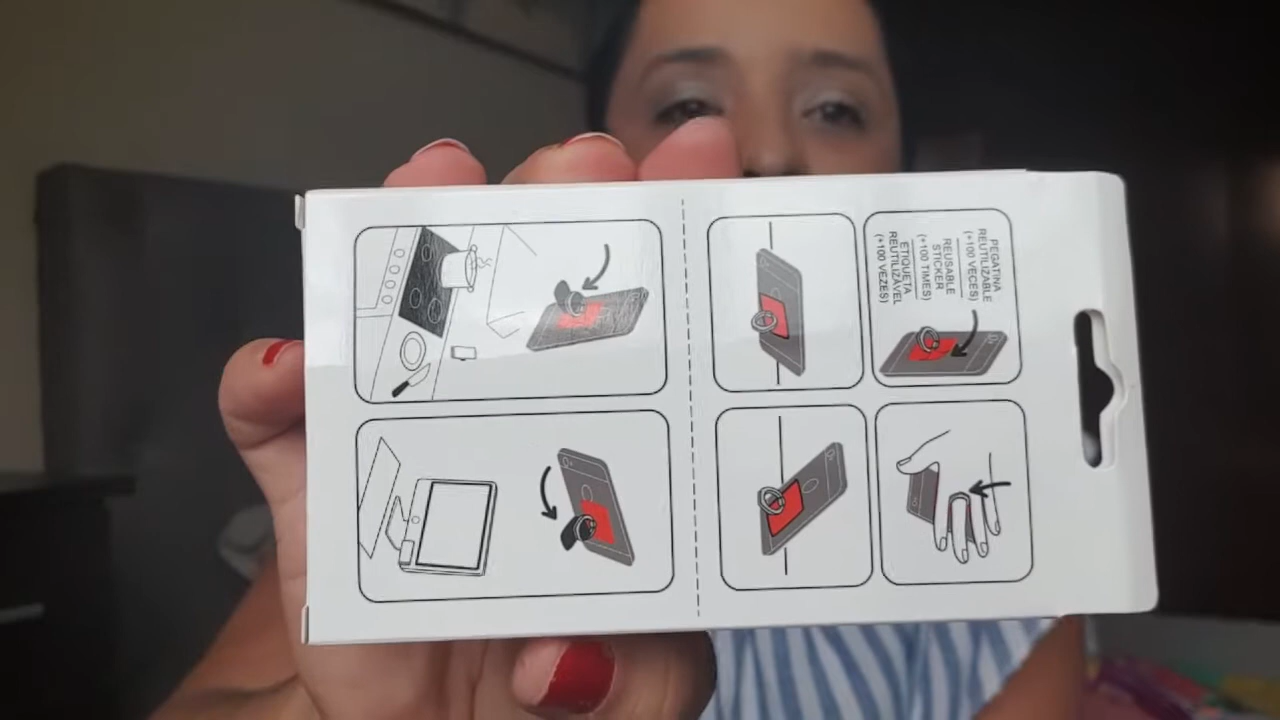 PEGATINA
REUTILIZABLE
(+100 VECES)
REUSABLE
STICKER
(+100 TIMES)
ETIQUETA
REUTILIZÁVEL
(+100 VEZES)